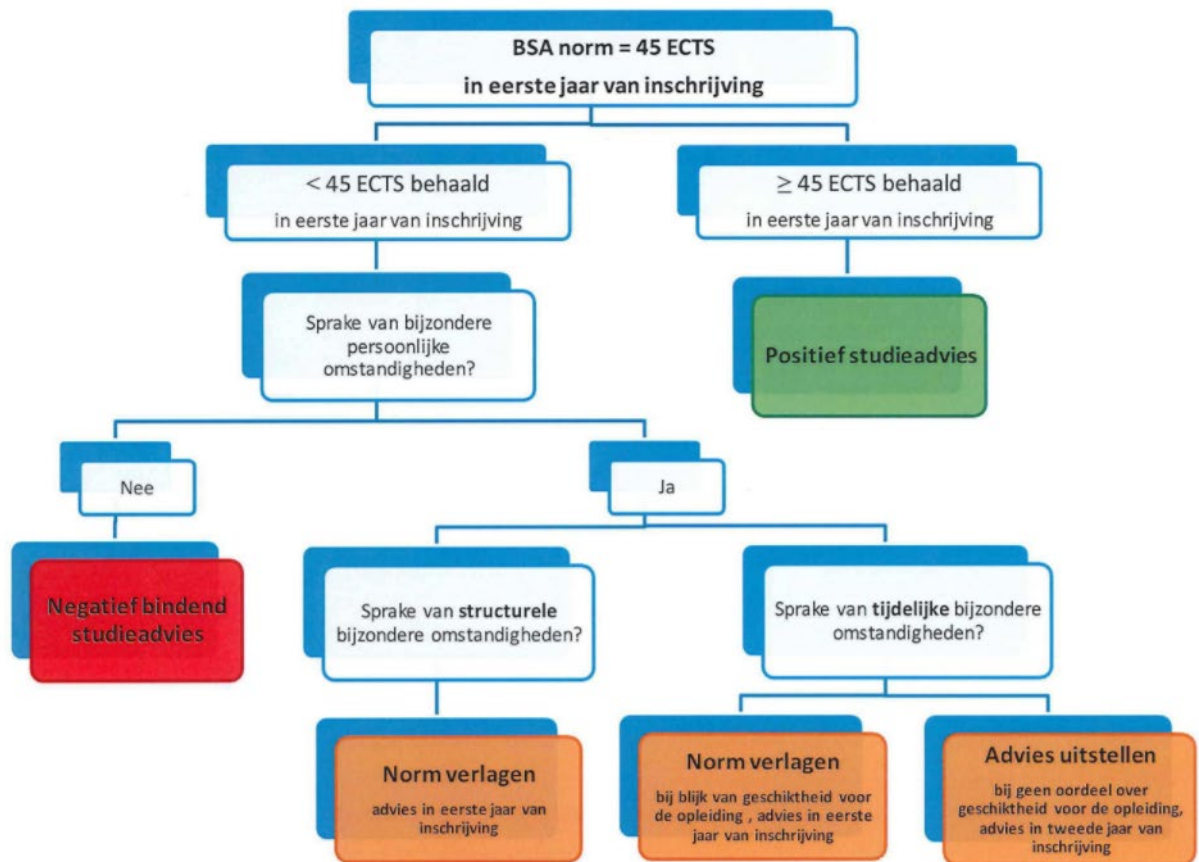 BSA norm = 45 ECTS
in eerste jaar van inschrijving
< 45 ECTS behaald
in eerste jaar van inschrijving
≥ 45 ECTS behaald
in eerste jaar van inschrijving
Sprake van bijzondere
persoonlijke
omstandigheden?
Positief studieadvies
Nee
Ja
Negatief bindend
studieadvies
Sprake van structurele
bijzondere omstandigheden?
Sprake van tijdelijke bijzondere
omstandigheden?
Norm verlagen
advies in eerste jaar van
inschrijving
Norm verlagen
bij blijk van geschiktheid voor
de opleiding , advies in eerste
jaar van inschrijving
Advies uitstellen
bij geen oordeel over
geschiktheid voor de opleiding,
advies in tweede jaar van
inschrijving